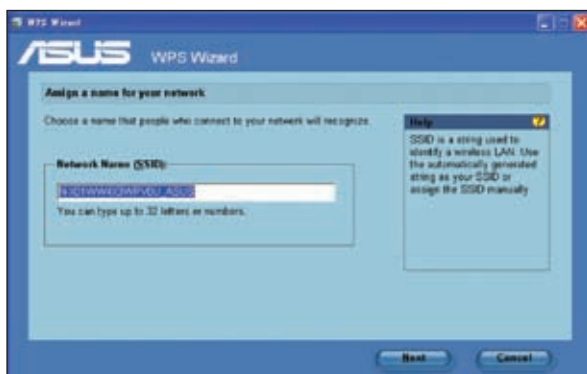 WPS Wizard
ASUS WPS Wizard
Assign a name for your network
Choose a name that people who connect to your network will recognize.
Network Name (SSID):
You can type up to 32 letters or numbers.
Help
SSID is a string used to
identify a wireless LAN. Use
the automatically generated
string as your SSID or
assign the SSID manually
Next
Cancel